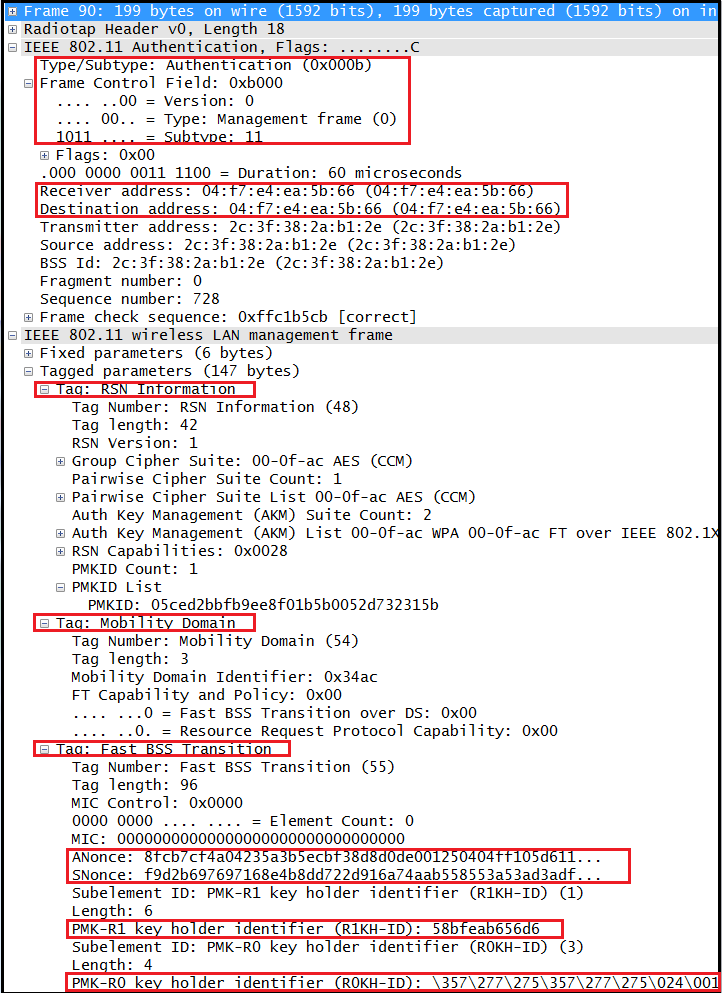 Frame 90: 199 bytes on wire (1592 bits), 199 bytes captured (1592 bits) on in
Radiotap Header v0, Length 18
IEEE 802.11 Authentication, Flags: ........C
Type/Subtype: Authentication (0x000b)
Frame Control Field: 0xb000
.... ..00 = Version: 0
.... 00.. = Type: Management frame (0)
1011 .... = Subtype: 11
Flags: 0x00
.000 0000 0011 1100 = Duration: 60 microseconds
Receiver address: 04:f7:e4:ea:5b:66 (04:f7:e4:ea:5b:66)
Destination address: 04:f7:e4:ea:5b:66 (04:f7:e4:ea:5b:66)
Transmitter address: 2c:3f:38:2a:b1:2e (2c:3f:38:2a:b1:2e)
Source address: 2c:3f:38:2a:b1:2e (2c:3f:38:2a:b1:2e)
BSS Id: 2c:3f:38:2a:b1:2e (2c:3f:38:2a:b1:2e)
Fragment number: 0
Sequence number: 728
Frame check sequence: 0xffc1b5cb [correct]
IEEE 802.11 wireless LAN management frame
Fixed parameters (6 bytes)
Tagged parameters (147 bytes)
Tag: RSN Information
Tag Number: RSN Information (48)
Tag length: 42
RSN Version: 1
Group Cipher Suite: 00-0f-ac AES (CCM)
Pairwise Cipher Suite Count: 1
Pairwise Cipher Suite List 00-0f-ac AES (CCM)
Auth Key Management (AKM) Suite Count: 2
Auth Key Management (AKM) List 00-0f-ac WPA 00-0f-ac FT over IEEE 802.1X
RSN Capabilities: 0x0028
PMKID Count: 1
PMKID List
PMKID: 05ced2bbfb9ee8f01b5b0052d732315b
Tag: Mobility Domain
Tag Number: Mobility Domain (54)
Tag length: 3
Mobility Domain Identifier: 0x34ac
FT Capability and Policy: 0x00
.... ...0 = Fast BSS Transition over DS: 0x00
.... ..0. = Resource Request Protocol Capability: 0x00
Tag: Fast BSS Transition
Tag Number: Fast BSS Transition (55)
Tag length: 96
MIC Control: 0x0000
0000 0000 .... .... = Element Count: 0
MIC: 00000000000000000000000000000000
ANonce: 8fcb7cf4a04235a3b5ecbf38d8d0de001250404ff105d611...
SNonce: f9d2b697697168e4b8dd722d916a74aab558553a53ad3adf...
Subelement ID: PMK-R1 key holder identifier (R1KH-ID) (1)
Length: 6
PMK-R1 key holder identifier (R1KH-ID): 58bfeab656d6
Subelement ID: PMK-R0 key holder identifier (R0KH-ID) (3)
Length: 4
PMK-R0 key holder identifier (R0KH-ID): \357\277\275\357\277\275\024\001